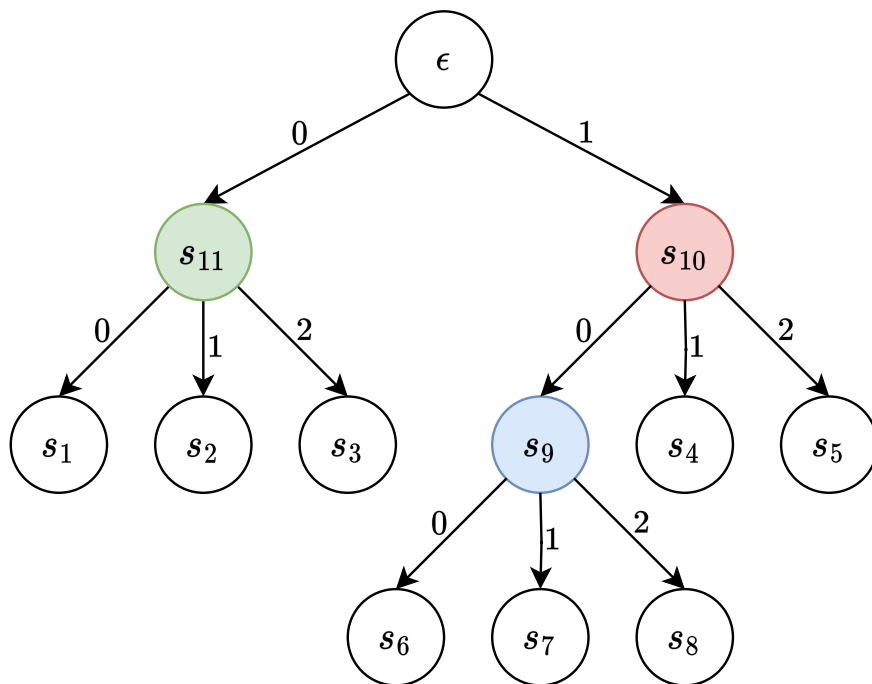 ϵ
0 1
s₁₁ s₁₀
0 1 2 0 1 2
s₁ s₂ s₃ s₉ s₄ s₅
0 1 2
s₆ s₇ s₈